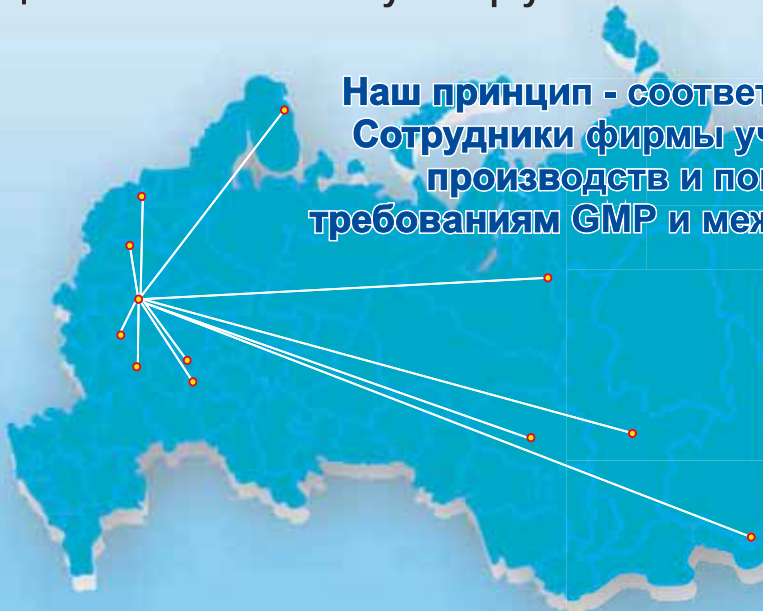 Наш принцип - соответ
Сотрудники фирмы уч
производств и по
требованиям GMP и меж